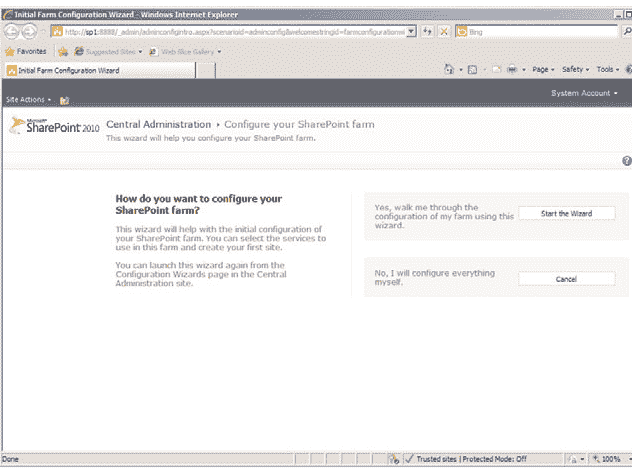 Initial Farm Configuration Wizard - Windows Internet Explorer
http://sp1:8888/_admin/adminconfigintro.aspx?scenarioid=adminconfig&welcomestringid=farmconfigurationwi
Bing
Favorites Suggested Sites Web Slice Gallery
Initial Farm Configuration Wizard
Page Safety Tools
Site Actions
System Account
Microsoft
SharePoint 2010
Central Administration Configure your SharePoint farm
This wizard will help you configure your SharePoint farm.
How do you want to configure your
SharePoint farm?
This wizard will help with the initial configuration of
your SharePoint farm. You can select the services to
use in this farm and create your first site.
You can launch this wizard again from the
Configuration Wizards page in the Central
Administration site.
Yes, walk me through the
configuration of my farm using this
wizard.
Start the Wizard
No, I will configure everything
myself.
Cancel
Done
Trusted sites | Protected Mode: Off
100%